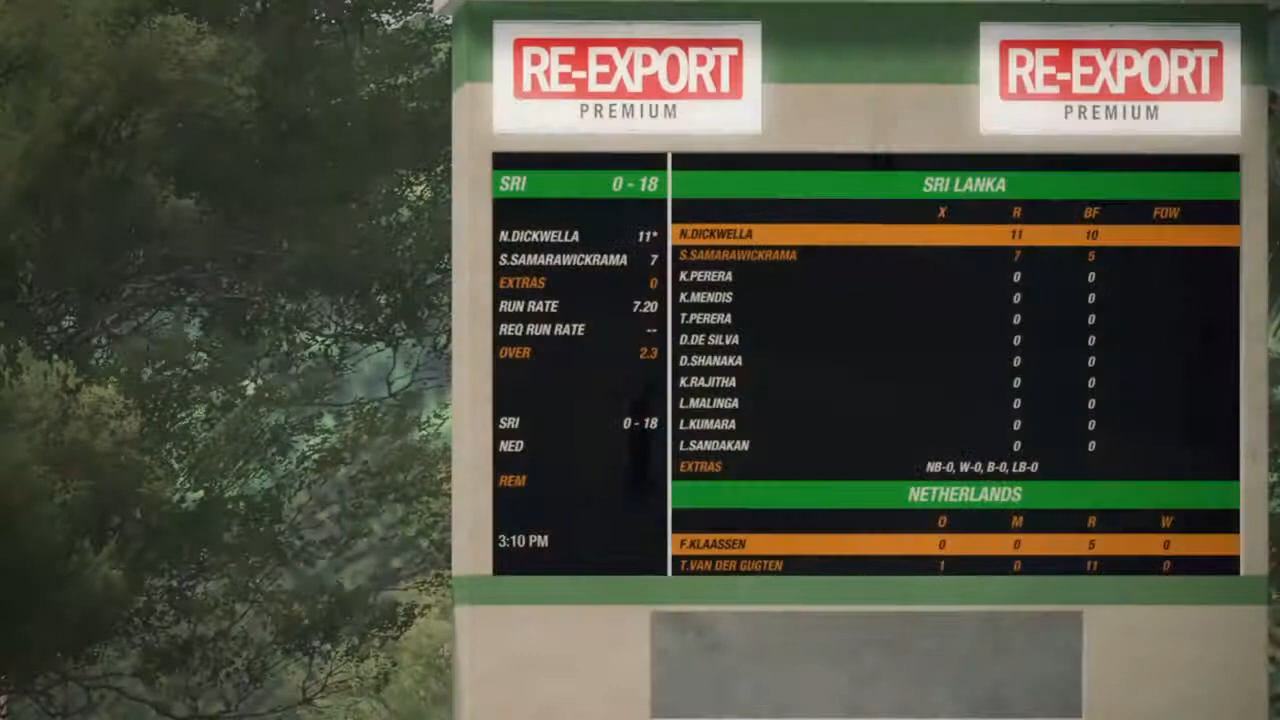 RE-EXPORT
PREMIUM
RE-EXPORT
PREMIUM
SRI 0 - 18
N.DICKWELLA 11*
S.SAMARAWICKRAMA 7
EXTRAS 0
RUN RATE 7.20
REQ RUN RATE --
OVER 2.3
SRI 0 - 18
NED
REM
3:10 PM
SRI LANKA
X R BF FOW
N.DICKWELLA 11 10
S.SAMARAWICKRAMA 7 5
K.PERERA 0 0
K.MENDIS 0 0
T.PERERA 0 0
D.DE SILVA 0 0
D.SHANAKA 0 0
K.RAJITHA 0 0
L.MALINGA 0 0
L.KUMARA 0 0
L.SANDAKAN 0 0
EXTRAS NB-0, W-0, B-0, LB-0
NETHERLANDS
O M R W
F.KLAASSEN 0 0 5 0
T.VAN DER GUGTEN 1 0 11 0